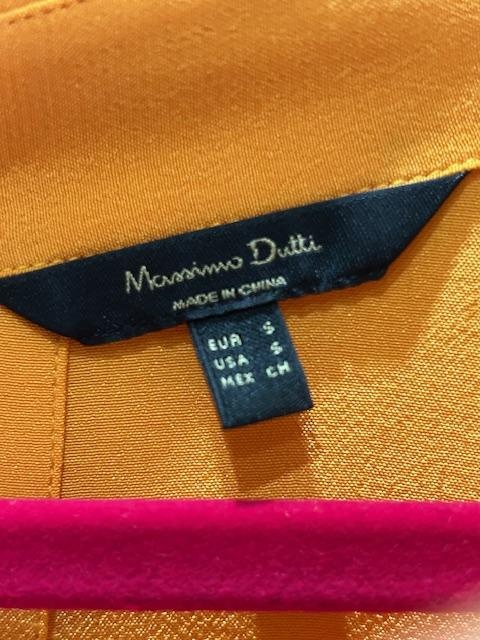 Massimo Dutti
MADE IN CHINA
EUR S
USA S
MEX CH